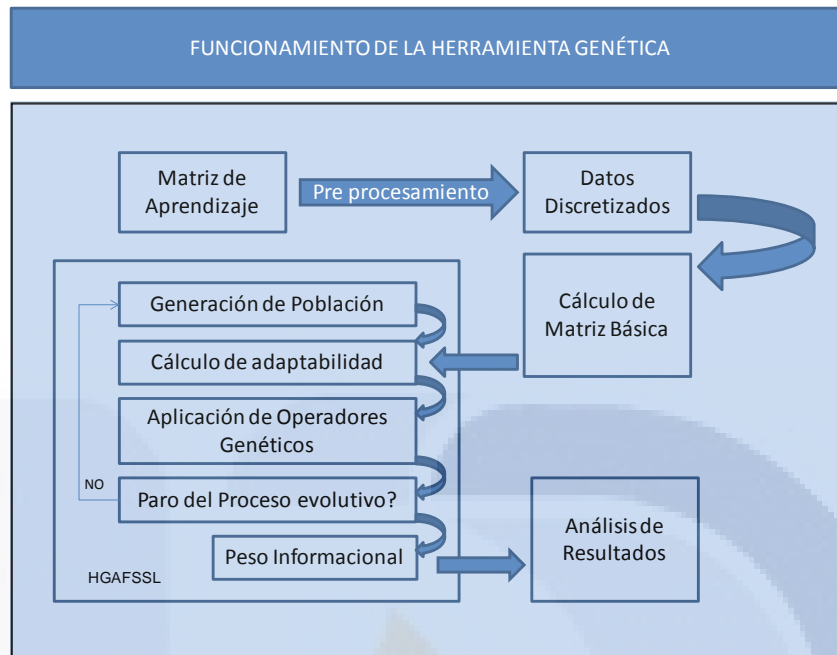 FUNCIONAMIENTO DE LA HERRAMIENTA GENÉTICA
Matriz de
Aprendizaje
Pre procesamiento
Datos
Discretizados
Cálculo de
Matriz Básica
Generación de Población
Cálculo de adaptabilidad
Aplicación de Operadores
Genéticos
NO
Paro del Proceso evolutivo?
Peso Informacional
HGAFSSL
Análisis de
Resultados